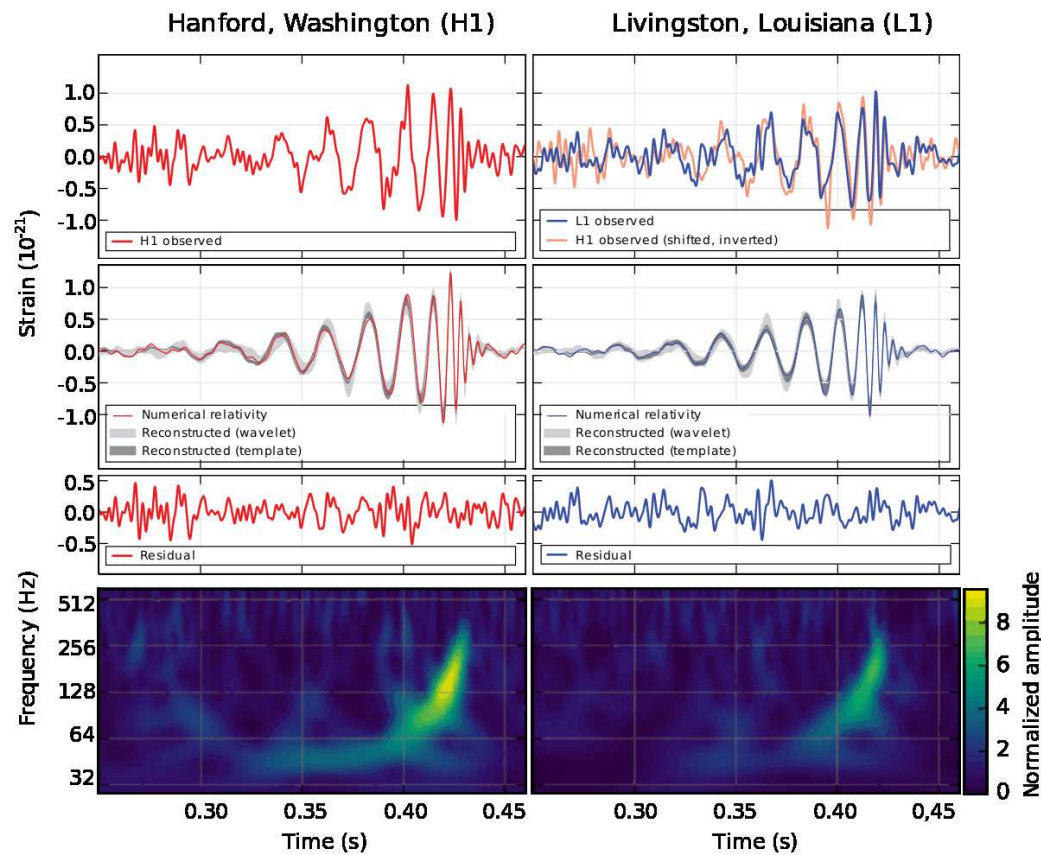 Hanford, Washington (H1)
Livingston, Louisiana (L1)
Strain (10⁻²¹)
1.0
0.5
0.0
-0.5
-1.0
H1 observed
L1 observed
H1 observed (shifted, inverted)
1.0
0.5
0.0
-0.5
-1.0
Numerical relativity
Reconstructed (wavelet)
Reconstructed (template)
Numerical relativity
Reconstructed (wavelet)
Reconstructed (template)
0.5
0.0
-0.5
Residual
Residual
Frequency (Hz)
512
256
128
64
32
Normalized amplitude
8
6
4
2
0
0.30 0.35 0.40 0.45
0.30 0.35 0.40 0,45
Time (s)
Time (s)